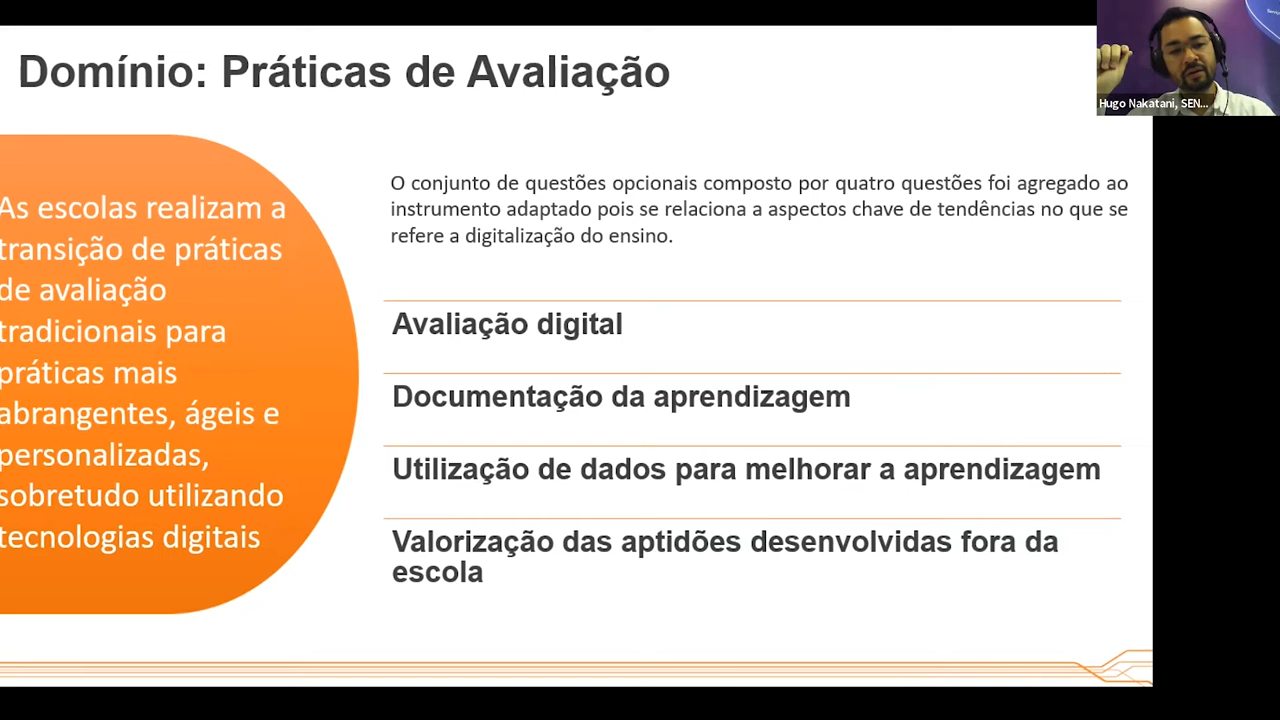 Domínio: Práticas de Avaliação
Hugo Nakatani, SEN...
As escolas realizam a
transição de práticas
de avaliação
tradicionais para
práticas mais
abrangentes, ágeis e
personalizadas,
sobretudo utilizando
tecnologias digitais
O conjunto de questões opcionais composto por quatro questões foi agregado ao
instrumento adaptado pois se relaciona a aspectos chave de tendências no que se
refere a digitalização do ensino.
Avaliação digital
Documentação da aprendizagem
Utilização de dados para melhorar a aprendizagem
Valorização das aptidões desenvolvidas fora da
escola